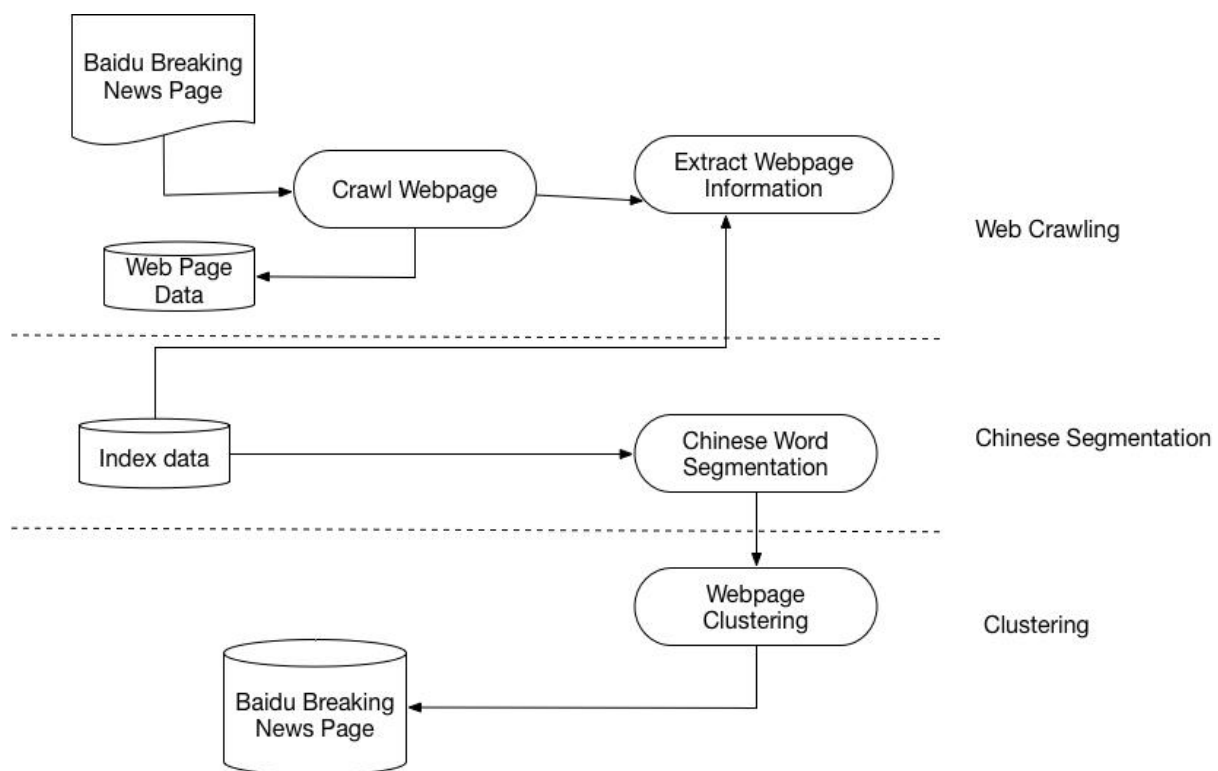 Baidu Breaking
News Page
Crawl Webpage
Extract Webpage
Information
Web Crawling
Web Page
Data
Index data
Chinese Word
Segmentation
Chinese Segmentation
Webpage
Clustering
Clustering
Baidu Breaking
News Page